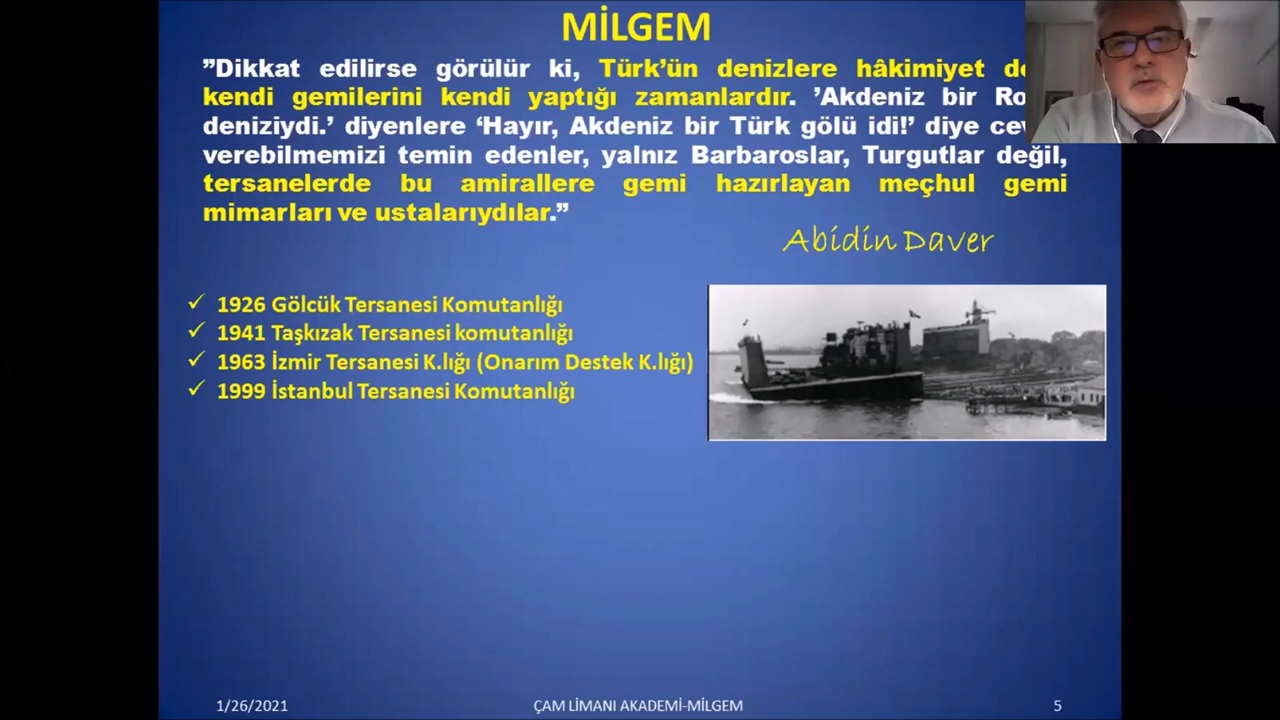 MİLGEM
”Dikkat edilirse görülür ki, Türk’ün denizlere hâkimiyet
kendi gemilerini kendi yaptığı zamanlardır. ’Akdeniz bir
deniziydi.’ diyenlere ‘Hayır, Akdeniz bir Türk gölü idi!’ diye
verebilmemizi temin edenler, yalnız Barbaroslar, Turgutlar değil,
tersanelerde bu amirallere gemi hazırlayan meçhul gemi
mimarları ve ustalarıydılar.”
Abidin Daver
✓ 1926 Gölcük Tersanesi Komutanlığı
✓ 1941 Taşkızak Tersanesi komutanlığı
✓ 1963 İzmir Tersanesi K.lığı (Onarım Destek K.lığı)
✓ 1999 İstanbul Tersanesi Komutanlığı
1/26/2021 ÇAM LİMANI AKADEMİ-MİLGEM 5